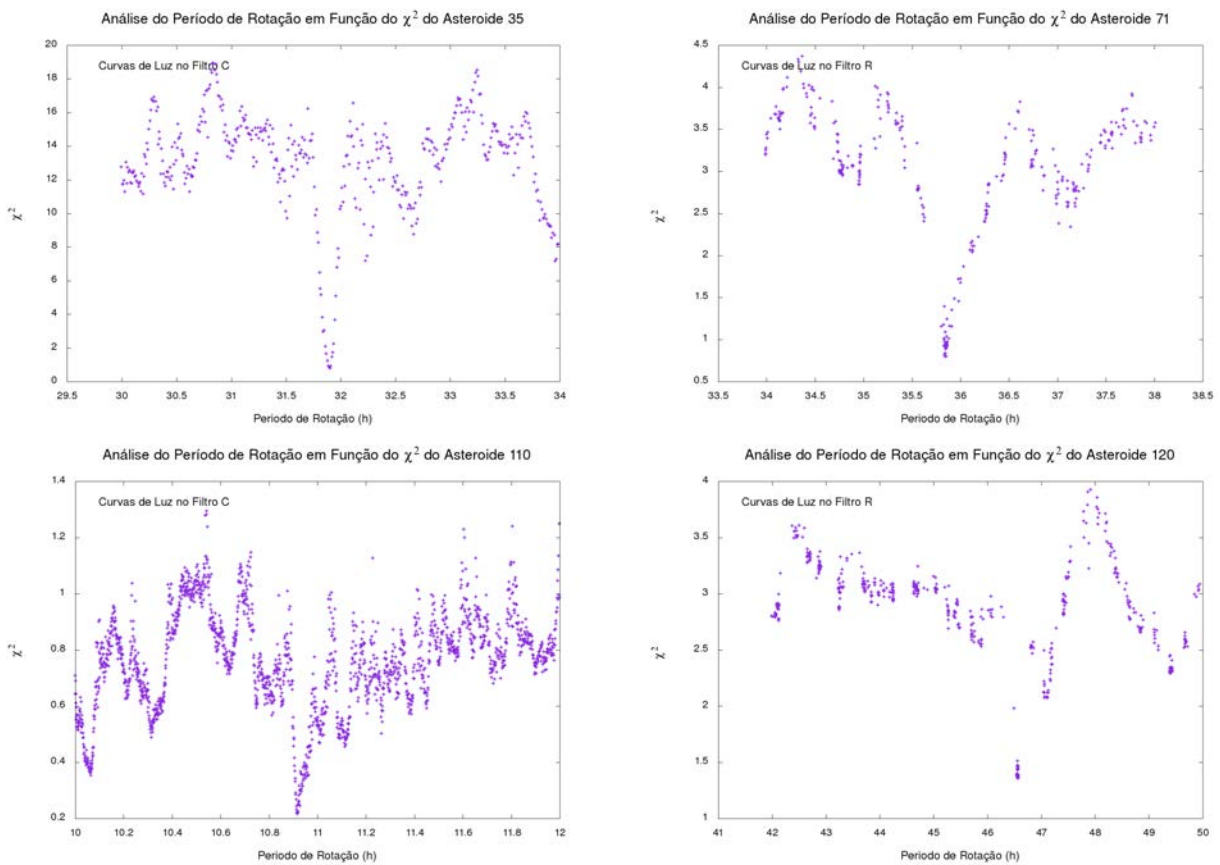 Análise do Período de Rotação em Função do χ² do Asteroide 35
Curvas de Luz no Filtro C
20
18
16
14
12
10
8
6
4
2
0
χ²
29.5 30 30.5 31 31.5 32 32.5 33 33.5 34
Periodo de Rotação (h)
Análise do Período de Rotação em Função do χ² do Asteroide 71
Curvas de Luz no Filtro R
4.5
4
3.5
3
2.5
2
1.5
1
0.5
χ²
33.5 34 34.5 35 35.5 36 36.5 37 37.5 38 38.5
Periodo de Rotação (h)
Análise do Período de Rotação em Função do χ² do Asteroide 110
Curvas de Luz no Filtro C
1.4
1.2
1
0.8
0.6
0.4
0.2
χ²
10 10.2 10.4 10.6 10.8 11 11.2 11.4 11.6 11.8 12
Periodo de Rotação (h)
Análise do Período de Rotação em Função do χ² do Asteroide 120
Curvas de Luz no Filtro R
4
3.5
3
2.5
2
1.5
1
χ²
41 42 43 44 45 46 47 48 49 50
Periodo de Rotação (h)